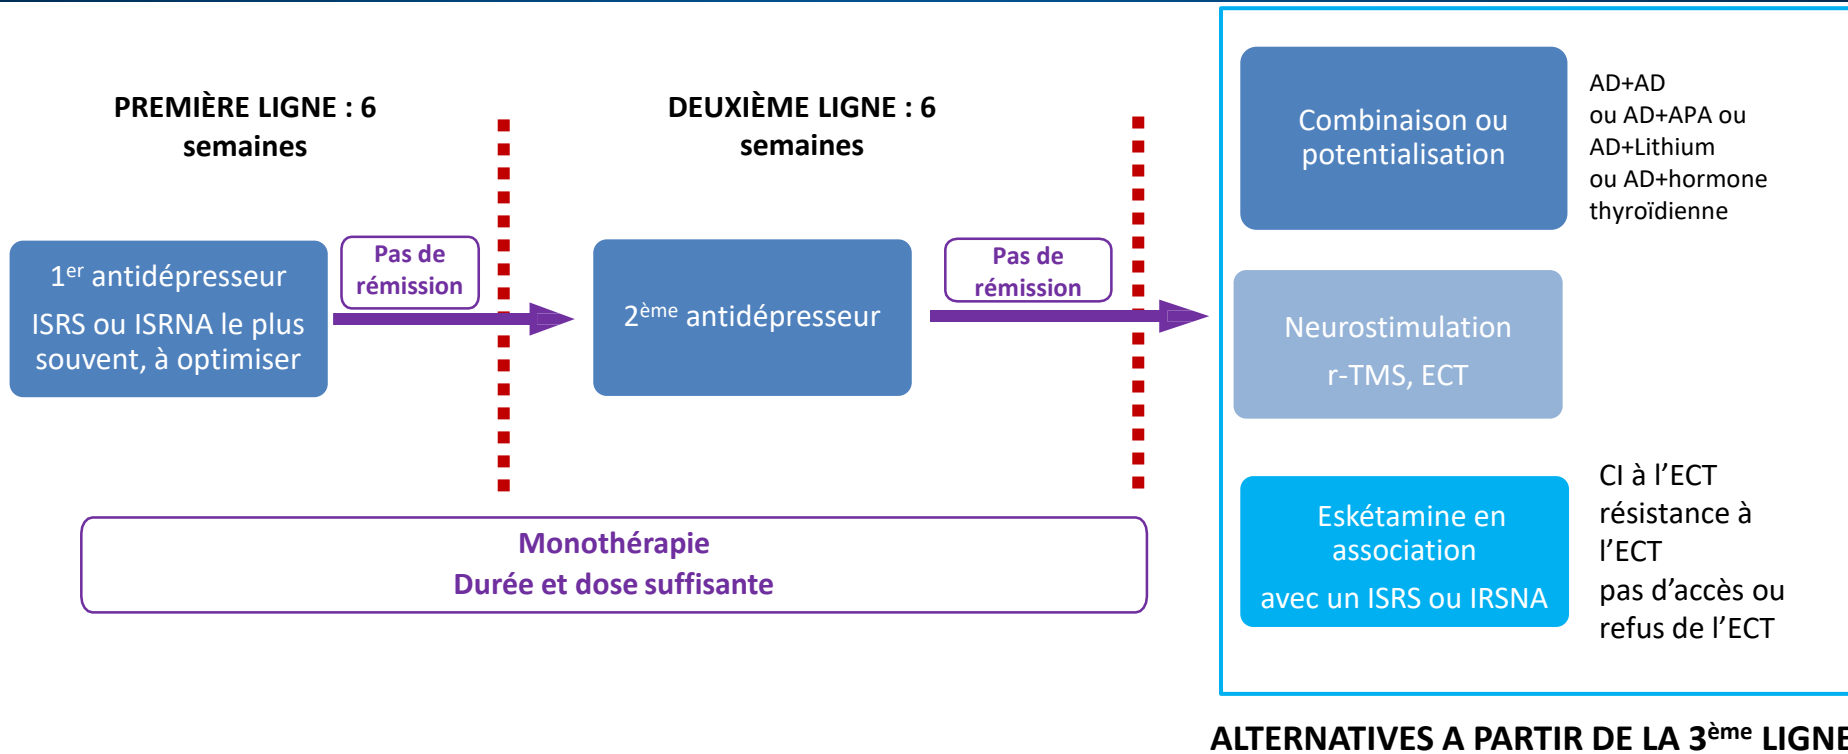 PREMIÈRE LIGNE : 6
semaines
1er antidépresseur
ISRS ou ISRNA le plus
souvent, à optimiser
Pas de
rémission
DEUXIÈME LIGNE : 6
semaines
2ème antidépresseur
Pas de
rémission
Monothérapie
Durée et dose suffisante
Combinaison ou
potentialisation
AD+AD
ou AD+APA ou
AD+Lithium
ou AD+hormone
thyroïdienne
Neurostimulation
r-TMS, ECT
Eskétamine en
association
avec un ISRS ou IRSNA
CI à l’ECT
résistance à
l’ECT
pas d’accès ou
refus de l’ECT
ALTERNATIVES A PARTIR DE LA 3ème LIGNE